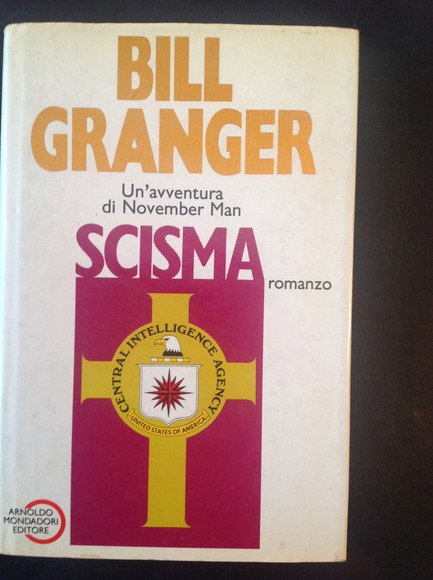 BILL
GRANGER
Un'avventura
di November Man
SCISMA
romanzo
CENTRAL INTELLIGENCE AGENCY
UNITED STATES OF AMERICA
ARNOLDO
MONDADORI
EDITORE